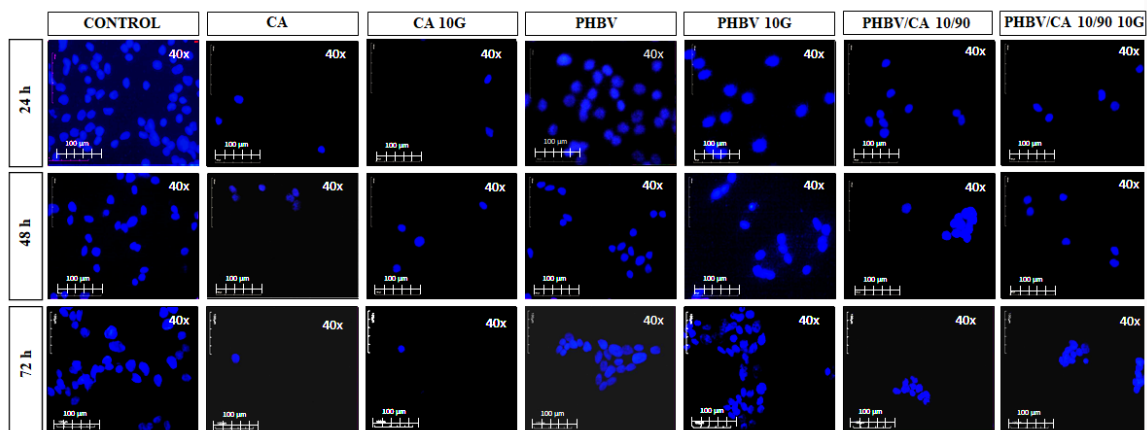 CONTROL CA CA 10G PHBV PHBV 10G PHBV/CA 10/90 PHBV/CA 10/90 10G
24 h
40x 40x 40x 40x 40x 40x 40x
100 µm 100 µm 100 µm 100 µm 100 µm 100 µm 100 µm
48 h
40x 40x 40x 40x 40x 40x 40x
100 µm 100 µm 100 µm 100 µm 100 µm 100 µm 100 µm
72 h
40x 40x 40x 40x 40x 40x 40x
100 µm 100 µm 100 µm 100 µm 100 µm 100 µm 100 µm